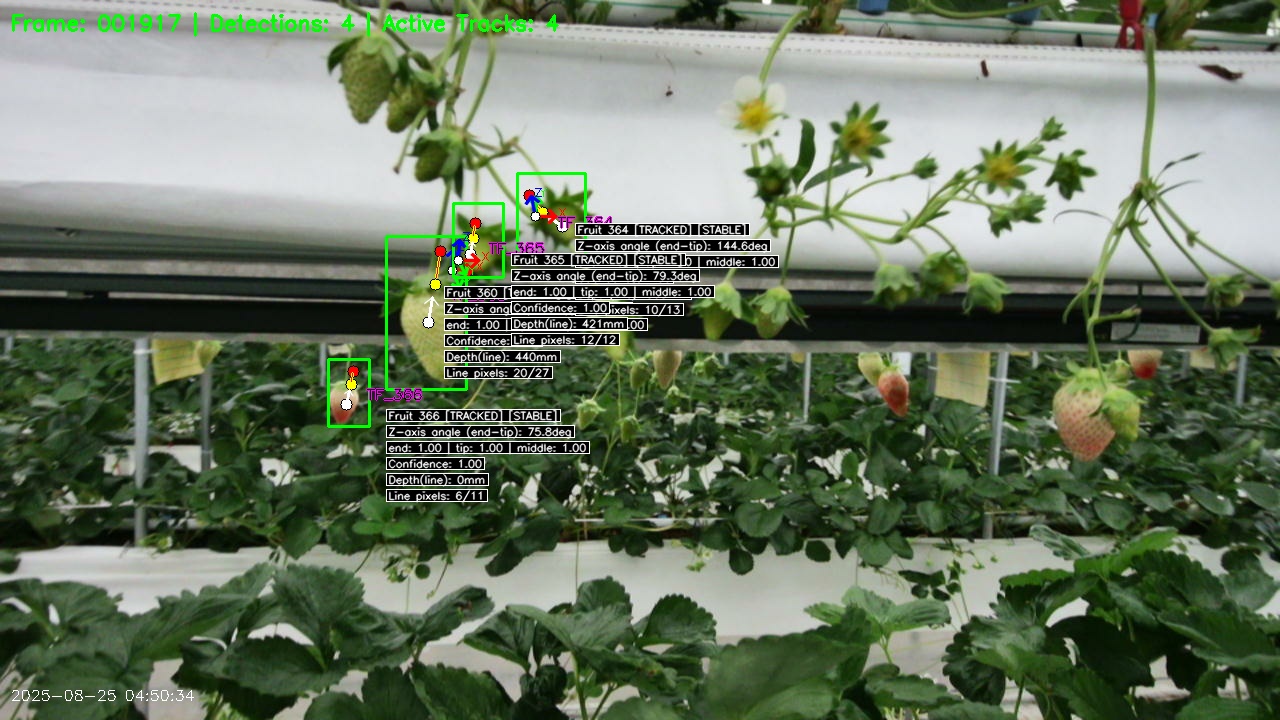 Frame: 001917 | Detections: 4 | Active Tracks: 4
Z
TF_364
Fruit 364 [TRACKED] [STABLE]
Z-axis angle (end-tip): 144.6deg
middle: 1.00
TF_365
X
Fruit 365 [TRACKED] [STABLE]
Z-axis angle (end-tip): 79.3deg
end: 1.00 | tip: 1.00 | middle: 1.00
Confidence: 1.00
Depth(line): 421mm
Line pixels: 12/12
pixels: 10/13
Fruit 360
Z-axis ang
end: 1.00 |
Confidence:
Depth(line): 440mm
Line pixels: 20/27
TF_366
Fruit 366 [TRACKED] [STABLE]
Z-axis angle (end-tip): 75.8deg
end: 1.00 | tip: 1.00 | middle: 1.00
Confidence: 1.00
Depth(line): 0mm
Line pixels: 6/11
2025-08-25 04:50:34